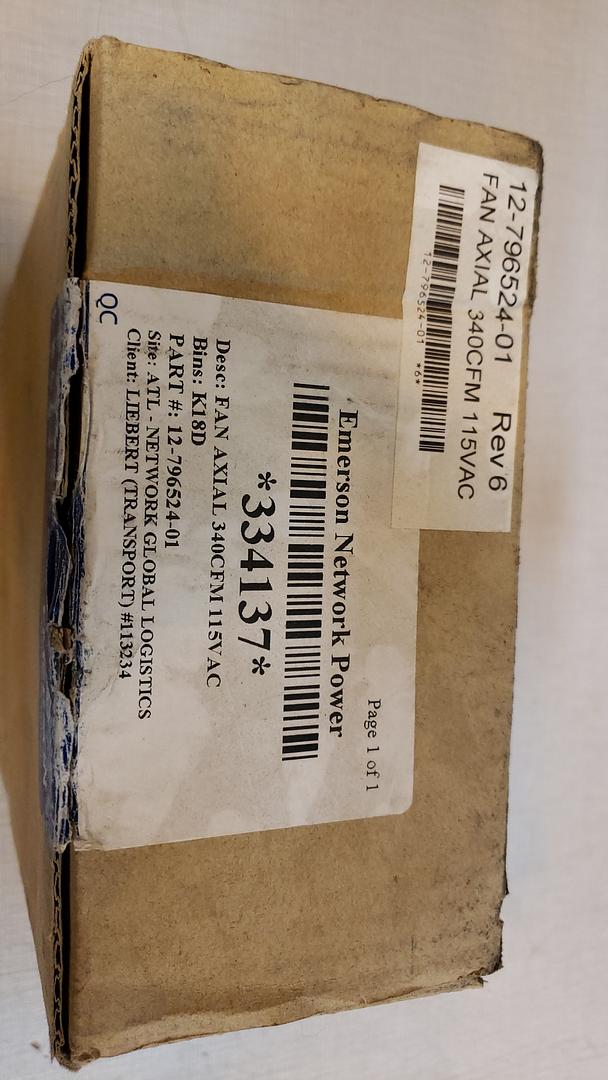 12-796524-01 Rev 6
FAN AXIAL 340CFM 115VAC
12-796524-01 *6*
Page 1 of 1
Emerson Network Power
*334137*
Desc: FAN AXIAL 340CFM 115VAC
Bins: K18D
PART #: 12-796524-01
Site: ATL - NETWORK GLOBAL LOGISTICS
Client: LIEBERT (TRANSPORT) #113234
QC